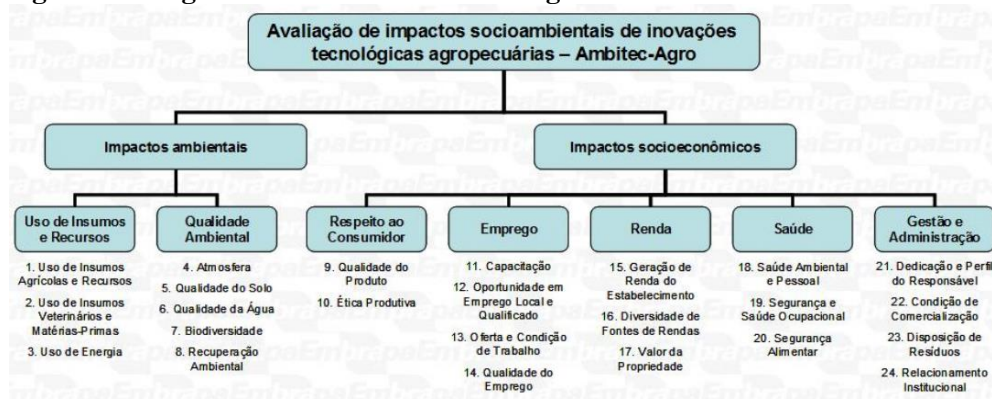 Avaliação de impactos socioambientais de inovações
tecnológicas agropecuárias – Ambitec-Agro
Impactos ambientais
Impactos socioeconômicos
Uso de Insumos
e Recursos
1. Uso de Insumos
Agrícolas e Recursos
2. Uso de Insumos
Veterinários e
Matérias-Primas
3. Uso de Energia
Qualidade
Ambiental
4. Atmosfera
5. Qualidade do Solo
6. Qualidade da Água
7. Biodiversidade
8. Recuperação
Ambiental
Respeito ao
Consumidor
9. Qualidade do
Produto
10. Ética Produtiva
Emprego
11. Capacitação
12. Oportunidade em
Emprego Local e
Qualificado
13. Oferta e Condição
de Trabalho
14. Qualidade do
Emprego
Renda
15. Geração de
Renda do
Estabelecimento
16. Diversidade de
Fontes de Rendas
17. Valor da
Propriedade
Saúde
18. Saúde Ambiental
e Pessoal
19. Segurança e
Saúde Ocupacional
20. Segurança
Alimentar
Gestão e
Administração
21. Dedicação e Perfil
do Responsável
22. Condição de
Comercialização
23. Disposição de
Resíduos
24. Relacionamento
Institucional